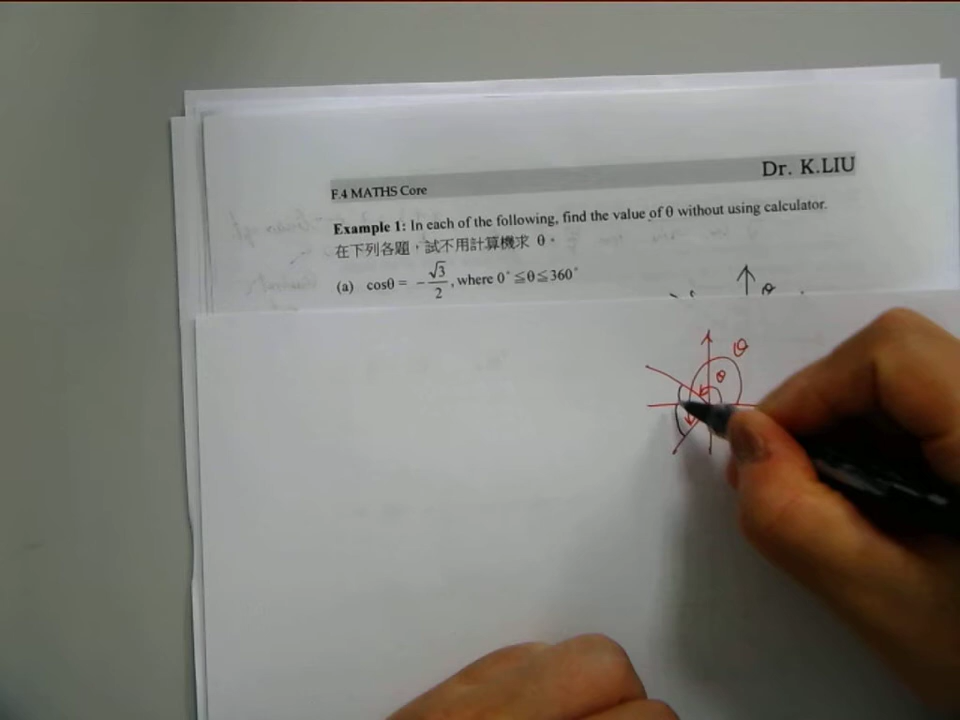 Dr. K.LIU
F.4 MATHS Core
Example 1: In each of the following, find the value of θ without using calculator.
在下列各題，試不用計算機求 θ。
(a) cosθ = -√3/2, where 0° ≦θ≦360°
θ
θ
θ